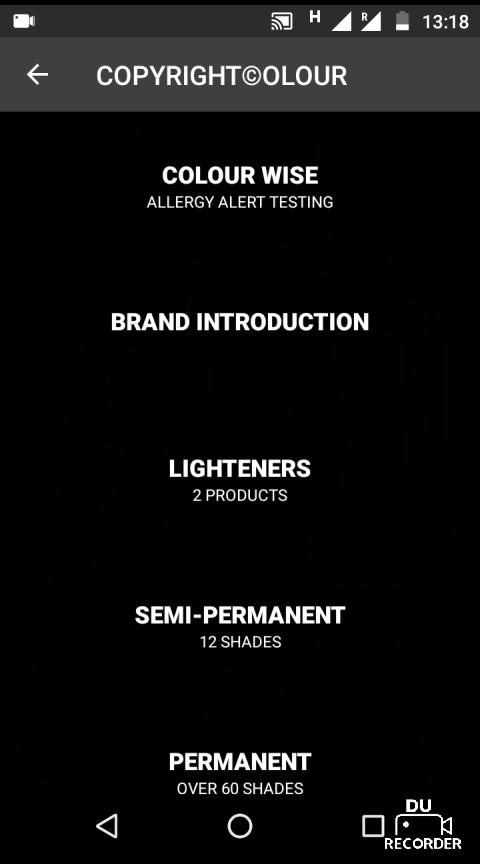 H R 13:18
COPYRIGHT©OLOUR
COLOUR WISE
ALLERGY ALERT TESTING
BRAND INTRODUCTION
LIGHTENERS
2 PRODUCTS
SEMI-PERMANENT
12 SHADES
PERMANENT
OVER 60 SHADES
DU
RECORDER